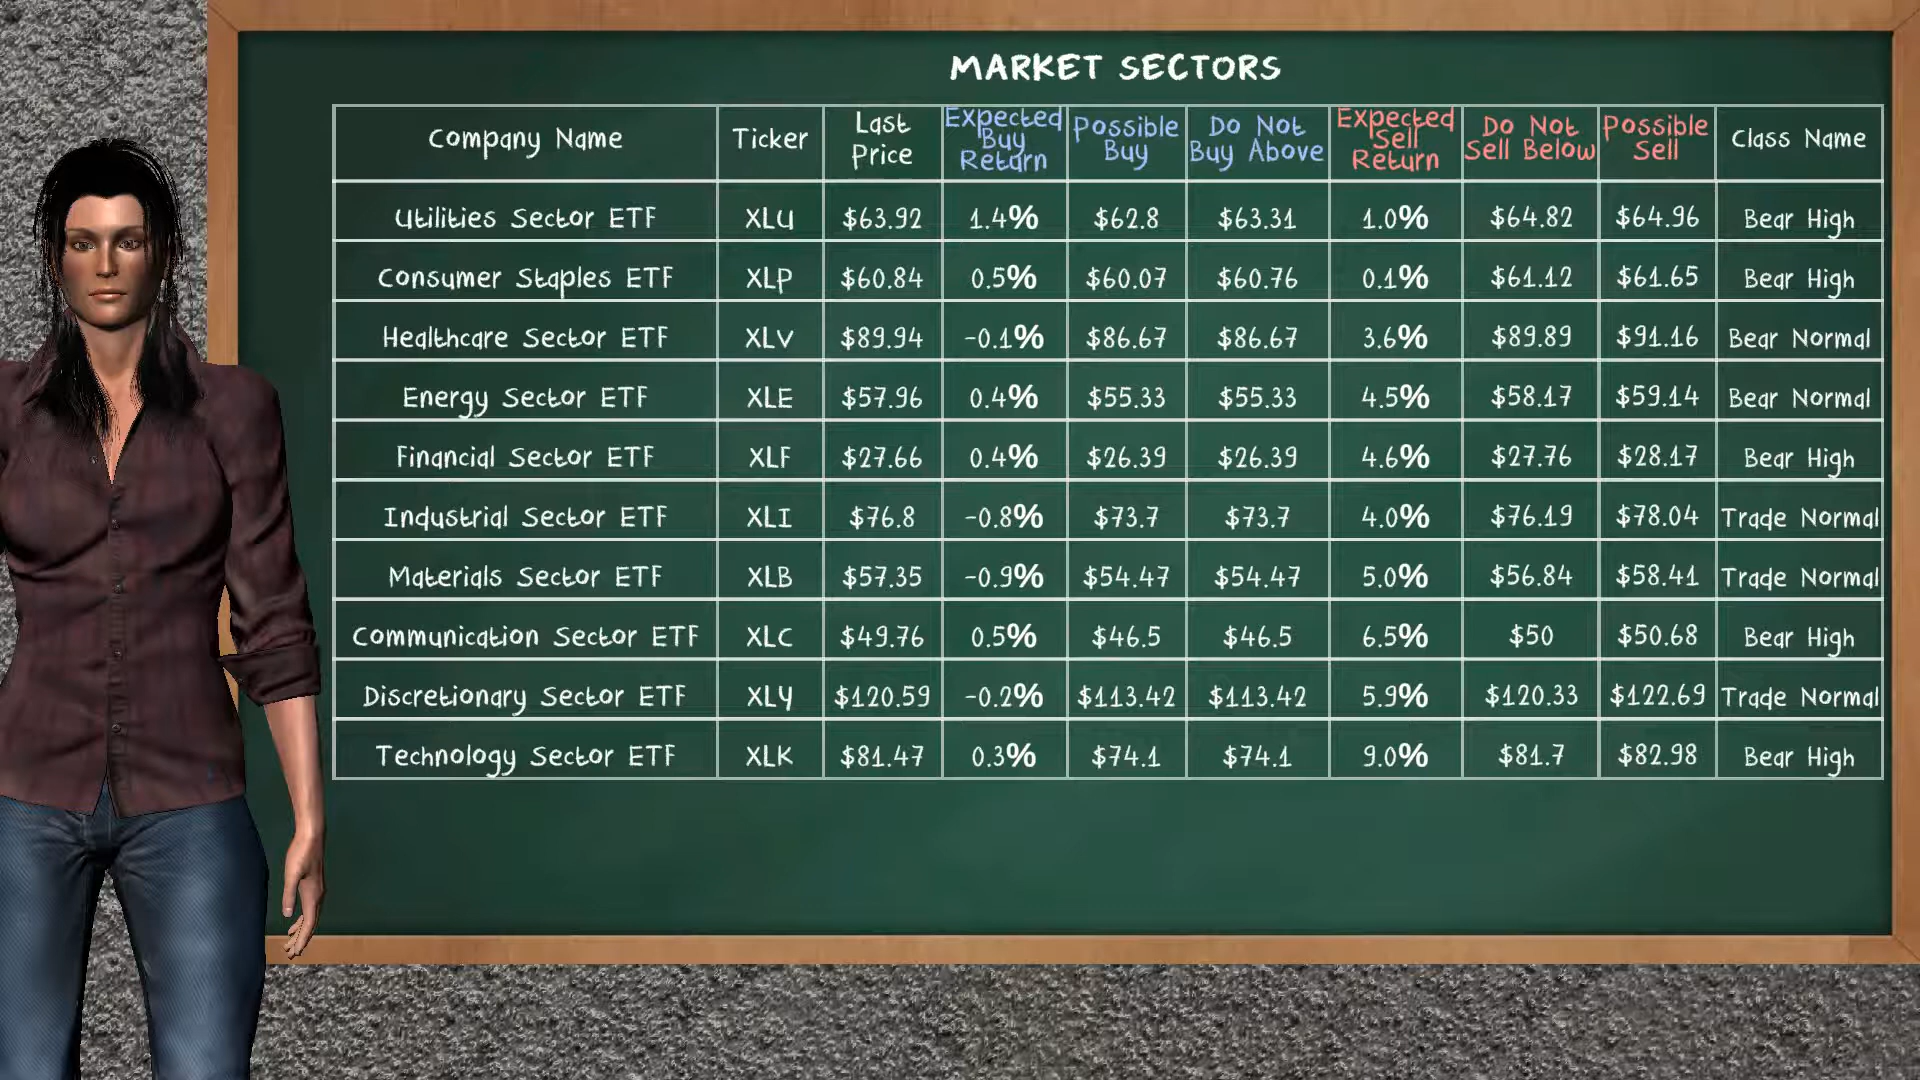 MARKET SECTORS
Company Name Ticker Last Price Expected Buy Return Possible Buy Do Not Buy Above Expected Sell Return Do Not Sell Below Possible Sell Class Name
Utilities Sector ETF XLU $63.92 1.4% $62.8 $63.31 1.0% $64.82 $64.96 Bear High
Consumer Staples ETF XLP $60.84 0.5% $60.07 $60.76 0.1% $61.12 $61.65 Bear High
Healthcare Sector ETF XLV $89.94 -0.1% $86.67 $86.67 3.6% $89.89 $91.16 Bear Normal
Energy Sector ETF XLE $57.96 0.4% $55.33 $55.33 4.5% $58.17 $59.14 Bear Normal
Financial Sector ETF XLF $27.66 0.4% $26.39 $26.39 4.6% $27.76 $28.17 Bear High
Industrial Sector ETF XLI $76.8 -0.8% $73.7 $73.7 4.0% $76.19 $78.04 Trade Normal
Materials Sector ETF XLB $57.35 -0.9% $54.47 $54.47 5.0% $56.84 $58.41 Trade Normal
Communication Sector ETF XLC $49.76 0.5% $46.5 $46.5 6.5% $50 $50.68 Bear High
Discretionary Sector ETF XLY $120.59 -0.2% $113.42 $113.42 5.9% $120.33 $122.69 Trade Normal
Technology Sector ETF XLK $81.47 0.3% $74.1 $74.1 9.0% $81.7 $82.98 Bear High